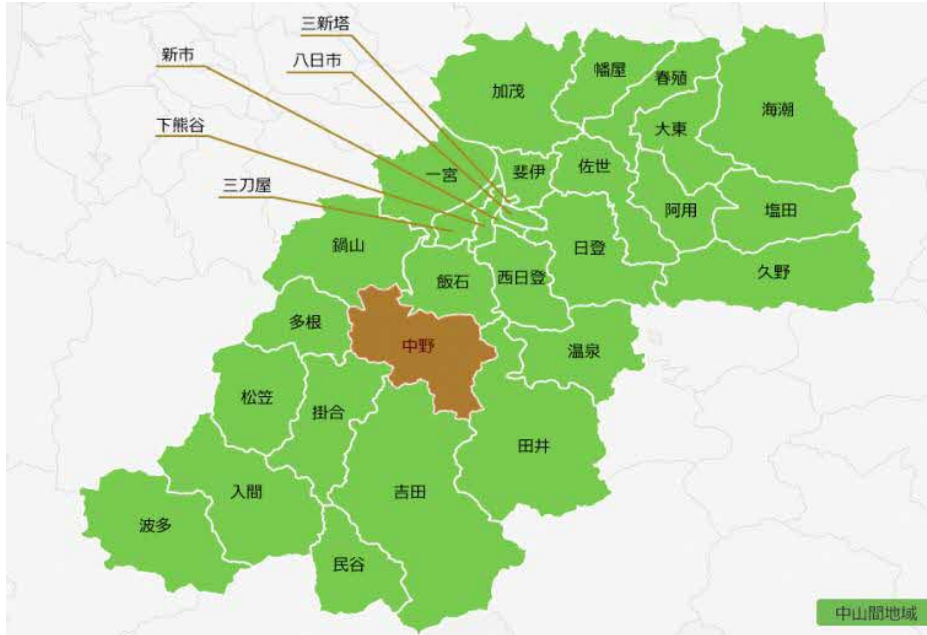 三新塔
八日市
新市
下熊谷
三刀屋
加茂
幡屋
春殖
大東
海潮
一宮
斐伊
佐世
阿用
塩田
日登
久野
鍋山
飯石
西日登
多根
中野
温泉
松笠
掛合
田井
入間
吉田
波多
民谷
中山間地域